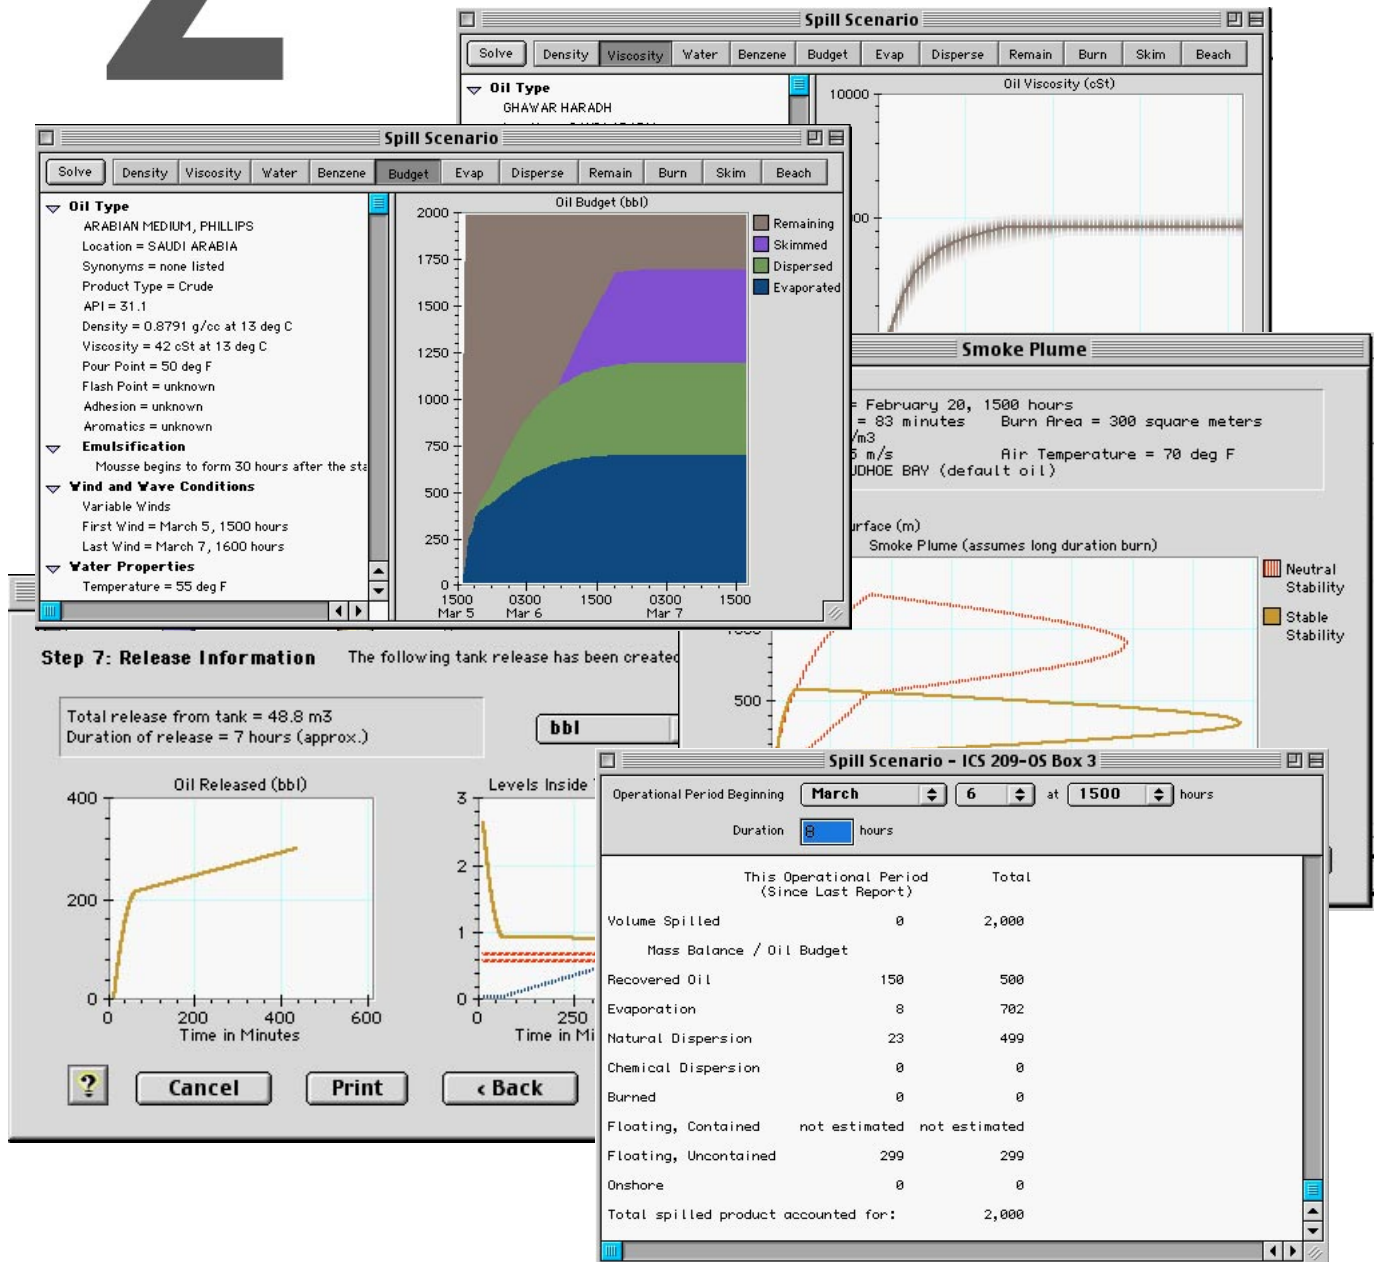 2
Spill Scenario
Solve Density Viscosity Water Benzene Budget Evap Disperse Remain Burn Skim Beach
Oil Type
GHAWAR HARADH
Oil Viscosity (cSt)
10000
00
Spill Scenario
Solve Density Viscosity Water Benzene Budget Evap Disperse Remain Burn Skim Beach
Oil Type
ARABIAN MEDIUM, PHILLIPS
Location = SAUDI ARABIA
Synonyms = none listed
Product Type = Crude
API = 31.1
Density = 0.8791 g/cc at 13 deg C
Viscosity = 42 cSt at 13 deg C
Pour Point = 50 deg F
Flash Point = unknown
Adhesion = unknown
Aromatics = unknown
Emulsification
Mousse begins to form 30 hours after the sta
Wind and Wave Conditions
Variable Winds
First Wind = March 5, 1500 hours
Last Wind = March 7, 1600 hours
Water Properties
Temperature = 55 deg F
Oil Budget (bbl)
2000
1750
1500
1250
1000
750
500
250
0
1500 0300 1500 0300 1500
Mar 5 Mar 6 Mar 7
Remaining
Skimmed
Dispersed
Evaporated
Smoke Plume
= February 20, 1500 hours
= 83 minutes Burn Area = 300 square meters
/m3
m/s Air Temperature = 70 deg F
UDHOE BAY (default oil)
urface (m)
Smoke Plume (assumes long duration burn)
500
Neutral
Stability
Stable
Stability
Step 7: Release Information The following tank release has been created
Total release from tank = 48.8 m3
Duration of release = 7 hours (approx.)
bbl
Oil Released (bbl)
400
200
0
0 200 400 600
Time in Minutes
Levels Inside
3
2
1
0
0 250
Time in Mi
? Cancel Print < Back
Spill Scenario - ICS 209-OS Box 3
Operational Period Beginning March 6 at 1500 hours
Duration 8 hours
This Operational Period Total
(Since Last Report)
Volume Spilled 0 2,000
Mass Balance / Oil Budget
Recovered Oil 150 500
Evaporation 8 702
Natural Dispersion 23 499
Chemical Dispersion 0 0
Burned 0 0
Floating, Contained not estimated not estimated
Floating, Uncontained 299 299
Onshore 0 0
Total spilled product accounted for: 2,000